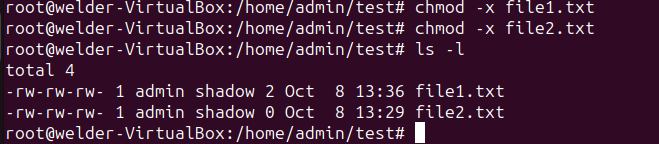 root@welder-VirtualBox:/home/admin/test# chmod -x file1.txt
root@welder-VirtualBox:/home/admin/test# chmod -x file2.txt
root@welder-VirtualBox:/home/admin/test# ls -l
total 4
-rw-rw-rw- 1 admin shadow 2 Oct  8 13:36 file1.txt
-rw-rw-rw- 1 admin shadow 0 Oct  8 13:29 file2.txt
root@welder-VirtualBox:/home/admin/test#